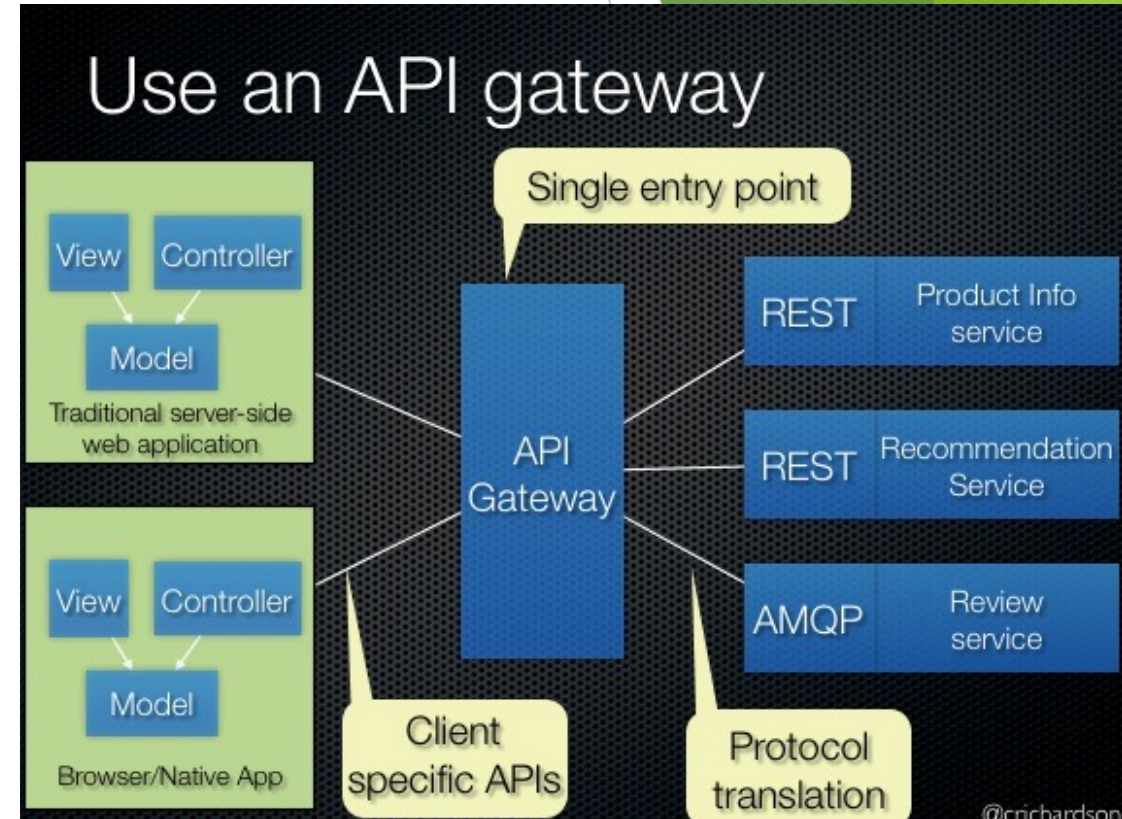 Use an API gateway
Single entry point
View
Controller
Model
Traditional server-side
web application
View
Controller
Model
Browser/Native App
API
Gateway
Client
specific APIs
Protocol
translation
REST
Product Info
service
REST
Recommendation
Service
AMQP
Review
service
@crichardson